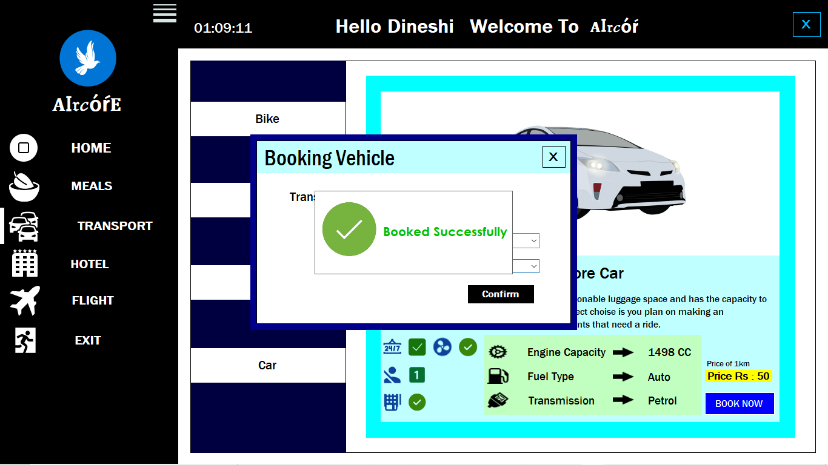 01:09:11
Hello Dineshi Welcome To AIrcóŕ
X
AIrcóŕE
HOME
MEALS
TRANSPORT
HOTEL
FLIGHT
EXIT
Bike
Car
Booking Vehicle
X
Trans
Booked Successfully
Confirm
ore Car
onable luggage space and has the capacity to
ect choise is you plan on making an
nts that need a ride.
24/7
1
Engine Capacity 1498 CC
Fuel Type Auto
Transmission Petrol
Price of 1km
Price Rs : 50
BOOK NOW